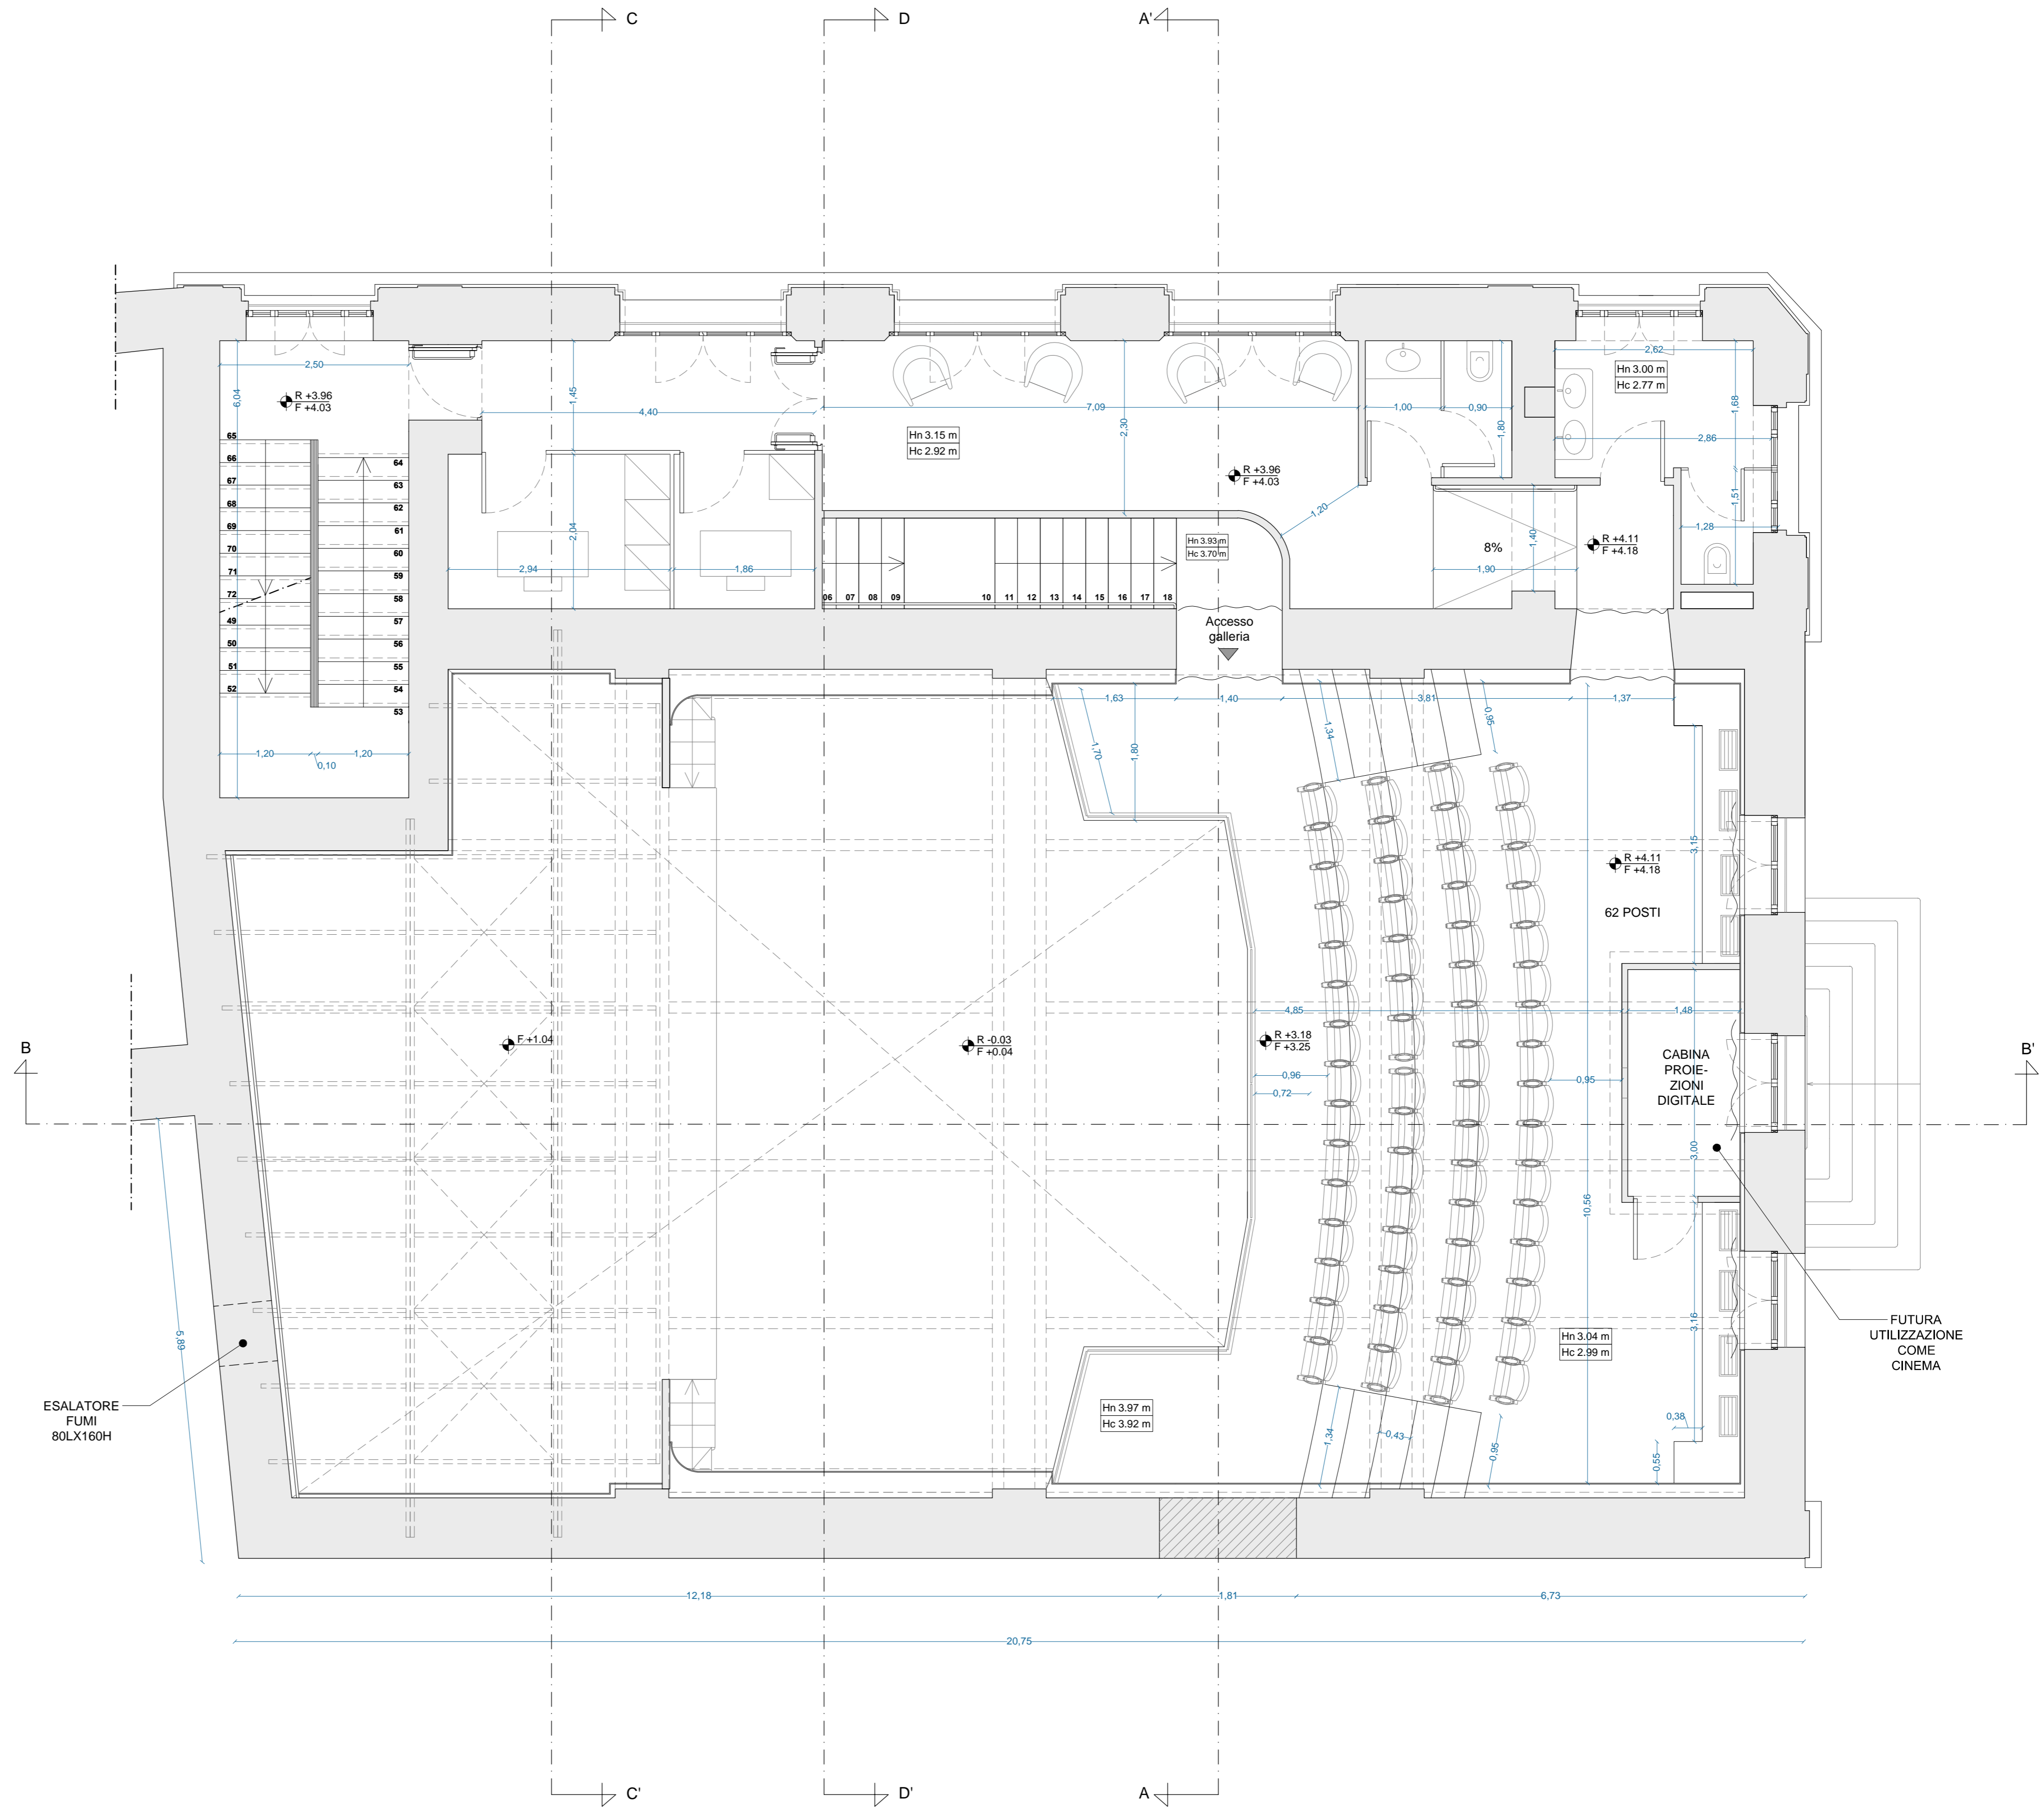 C
D
A'
2,50
6,04
R +3.96
F +4.03
1,45
4,40
7,09
2,30
Hn 3.15 m
Hc 2.92 m
R +3.96
F +4.03
1,00
0,90
1,80
2,62
Hn 3.00 m
Hc 2.77 m
1,68
2,86
1,51
1,28
1,20
65
66
67
68
69
70
71
72
49
50
51
52
64
63
62
61
60
59
58
57
56
55
54
53
2,04
2,94
1,86
06
07
08
09
10
11
12
13
14
15
16
17
18
Hn 3.93 m
Hc 3.70 m
8%
1,40
1,90
R +4.11
F +4.18
Accesso
galleria
1,20
0,10
1,20
1,63
1,40
3,81
1,37
1,70
1,80
1,34
0,95
3,15
R +4.11
F +4.18
62 POSTI
F +1.04
R -0.03
F +0.04
R +3.18
F +3.25
4,85
1,48
0,96
0,72
0,95
CABINA
PROIE-
ZIONI
DIGITALE
B
B'
3,00
10,56
5,89
3,16
Hn 3.04 m
Hc 2.99 m
FUTURA
UTILIZZAZIONE
COME
CINEMA
ESALATORE
FUMI
80LX160H
Hn 3.97 m
Hc 3.92 m
1,34
0,43
0,95
0,38
0,55
12,18
1,81
6,73
20,75
C'
D'
A